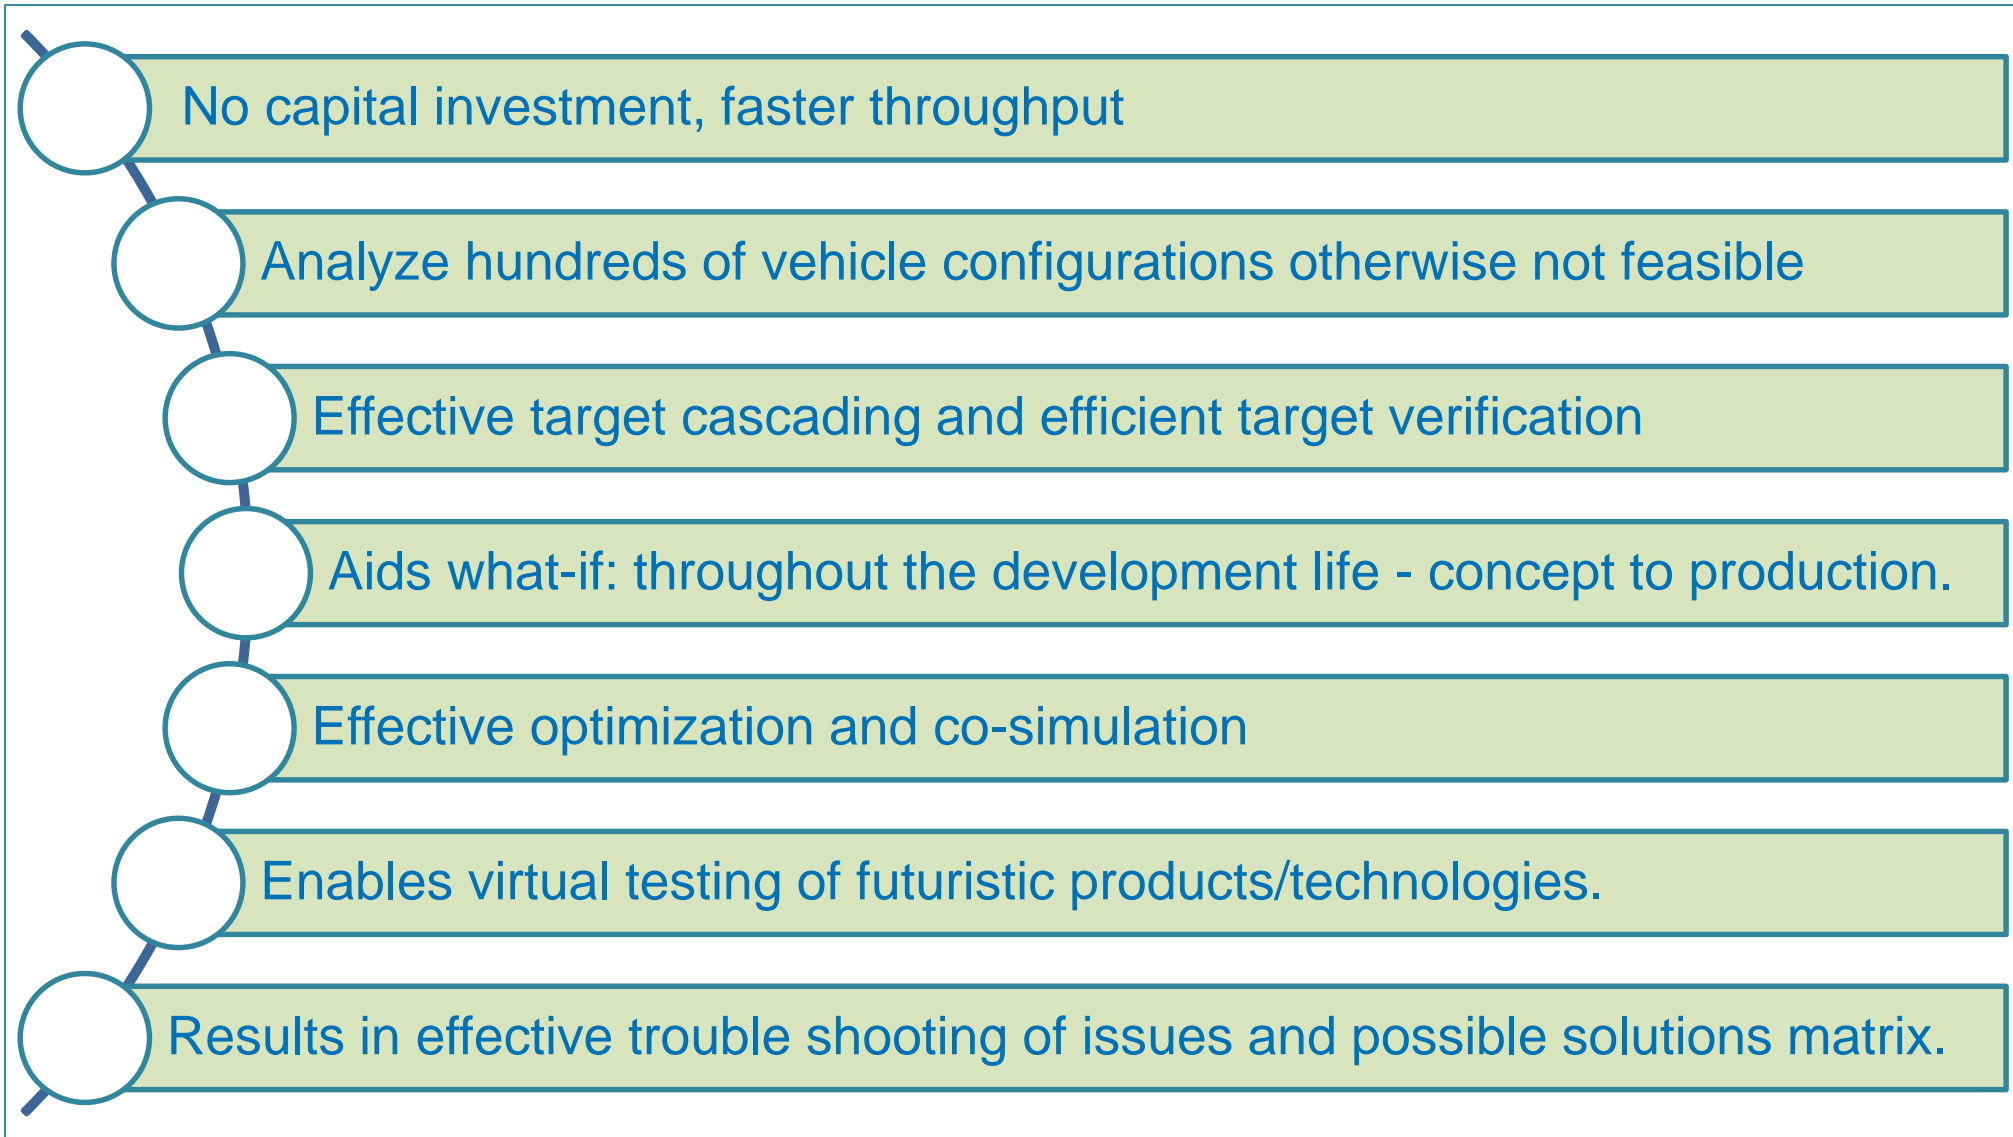 No capital investment, faster throughput
Analyze hundreds of vehicle configurations otherwise not feasible
Effective target cascading and efficient target verification
Aids what-if: throughout the development life - concept to production.
Effective optimization and co-simulation
Enables virtual testing of futuristic products/technologies.
Results in effective trouble shooting of issues and possible solutions matrix.